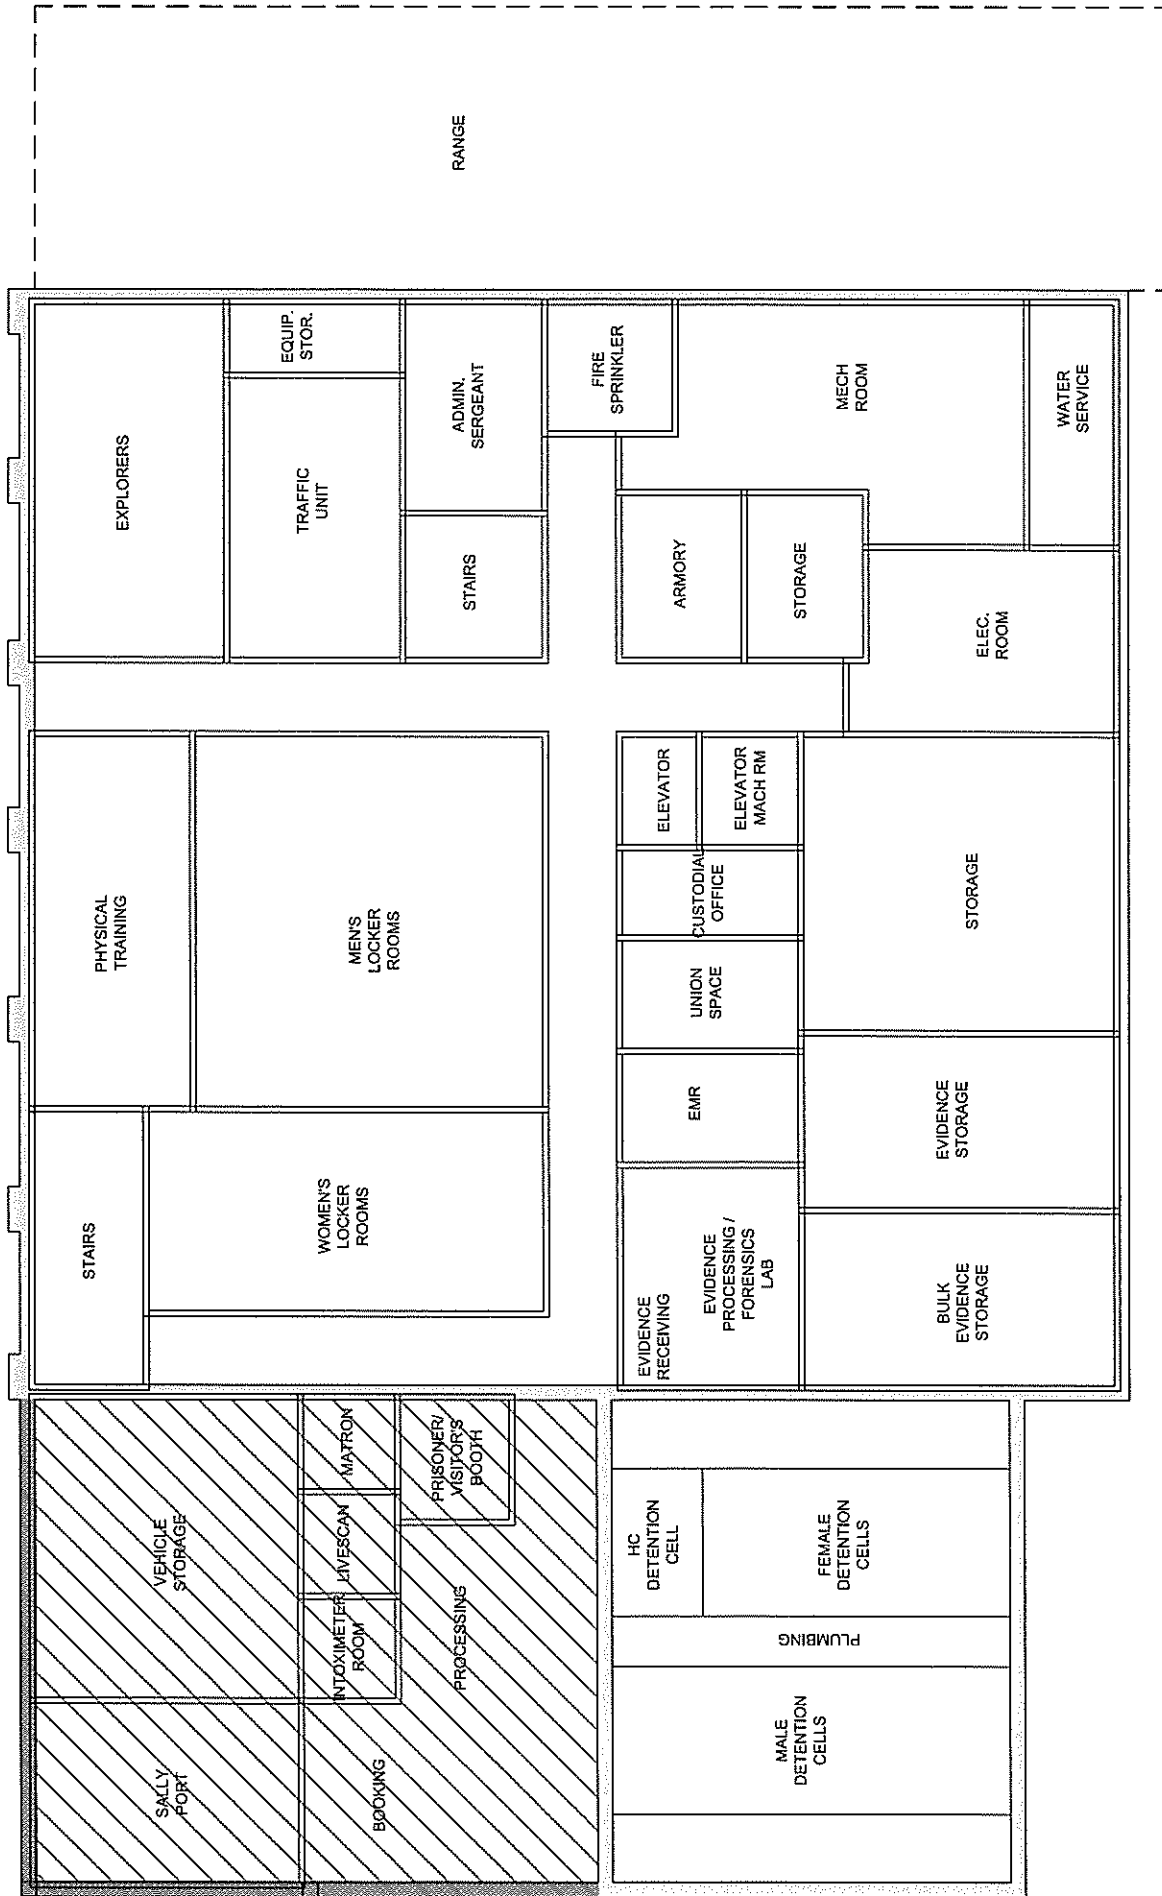 RANGE
EXPLORERS
EQUIP.
STOR.
TRAFFIC
UNIT
ADMIN.
SERGEANT
STAIRS
FIRE
SPRINKLER
MECH
ROOM
WATER
SERVICE
ARMORY
STORAGE
ELEC.
ROOM
PHYSICAL
TRAINING
MEN'S
LOCKER
ROOMS
ELEVATOR
ELEVATOR
MACH RM
CUSTODIAL
OFFICE
UNION
SPACE
EMR
STORAGE
EVIDENCE
STORAGE
STAIRS
WOMEN'S
LOCKER
ROOMS
EVIDENCE
RECEIVING
EVIDENCE
PROCESSING /
FORENSICS
LAB
BULK
EVIDENCE
STORAGE
VEHICLE
STORAGE
MATRON
LIVESCAN
INTOXIMETER
ROOM
PRISONER/
VISITOR'S
BOOTH
PROCESSING
SALLY
PORT
BOOKING
HC
DETENTION
CELL
FEMALE
DETENTION
CELLS
PLUMBING
MALE
DETENTION
CELLS